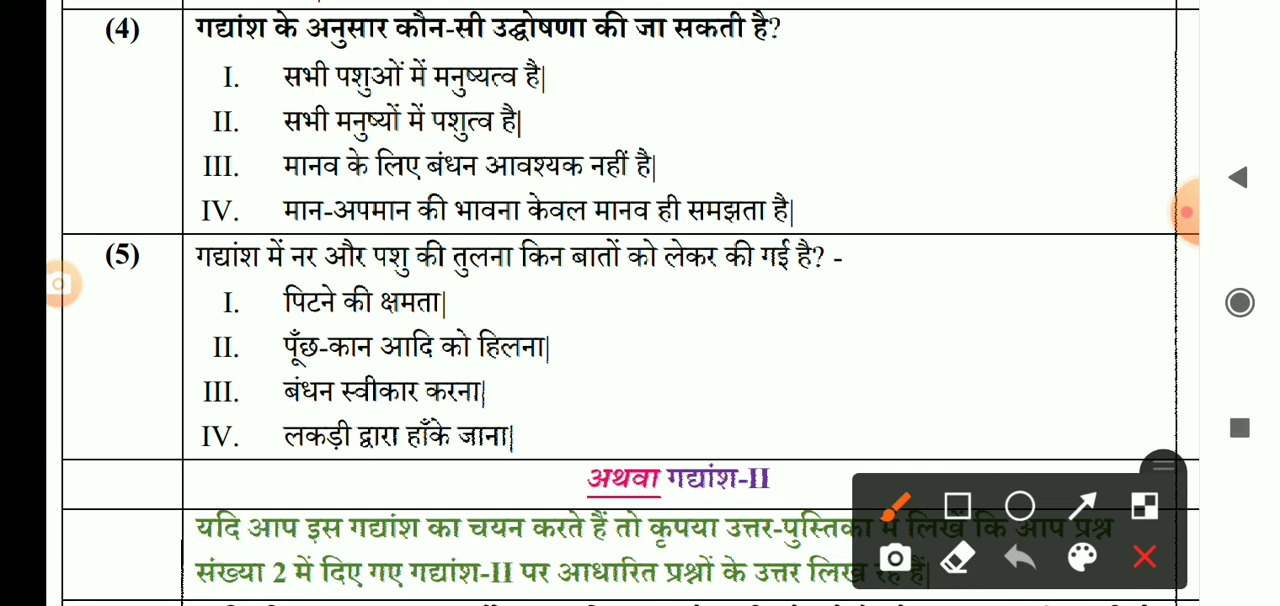 (4) गद्यांश के अनुसार कौन-सी उद्घोषणा की जा सकती है?
I. सभी पशुओं में मनुष्यत्व है|
II. सभी मनुष्यों में पशुत्व है|
III. मानव के लिए बंधन आवश्यक नहीं है|
IV. मान-अपमान की भावना केवल मानव ही समझता है|
(5) गद्यांश में नर और पशु की तुलना किन बातों को लेकर की गई है? -
I. पिटने की क्षमता|
II. पूँछ-कान आदि को हिलना|
III. बंधन स्वीकार करना|
IV. लकड़ी द्वारा हाँके जाना|
अथवा गद्यांश-II
यदि आप इस गद्यांश का चयन करते हैं तो कृपया उत्तर-पुस्तिका में लिखें कि आप प्रश्न
संख्या 2 में दिए गए गद्यांश-II पर आधारित प्रश्नों के उत्तर लिख रहे हैं|